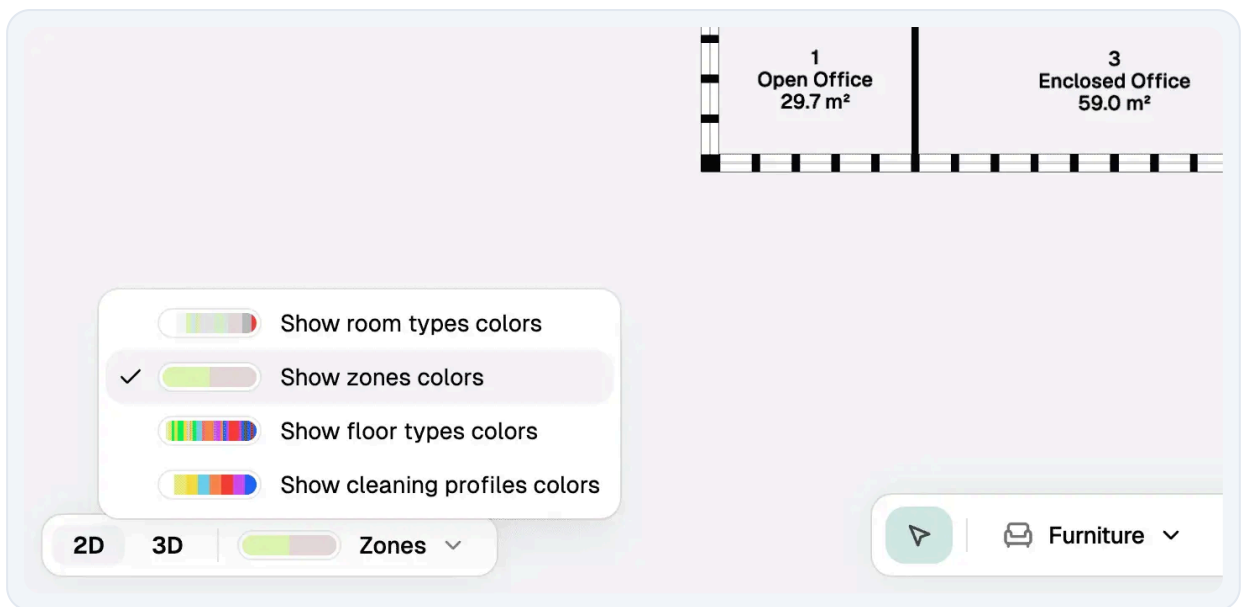 1
Open Office
29.7 m²
3
Enclosed Office
59.0 m²
Show room types colors
Show zones colors
Show floor types colors
Show cleaning profiles colors
2D 3D Zones
Furniture